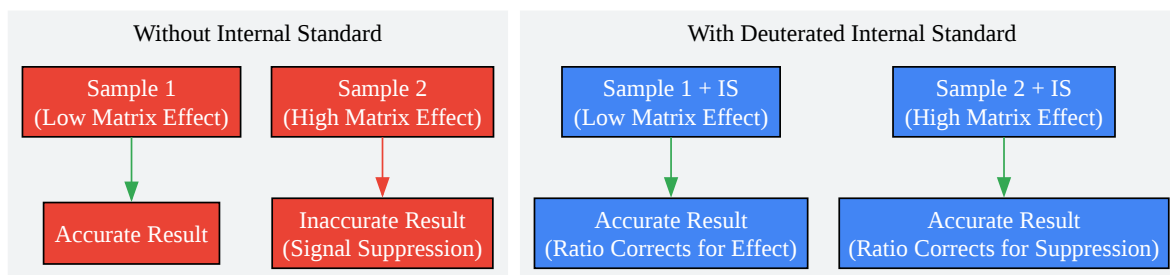 Without Internal Standard
Sample 1
(Low Matrix Effect)
Sample 2
(High Matrix Effect)
Accurate Result
Inaccurate Result
(Signal Suppression)
With Deuterated Internal Standard
Sample 1 + IS
(Low Matrix Effect)
Sample 2 + IS
(High Matrix Effect)
Accurate Result
(Ratio Corrects for Effect)
Accurate Result
(Ratio Corrects for Suppression)